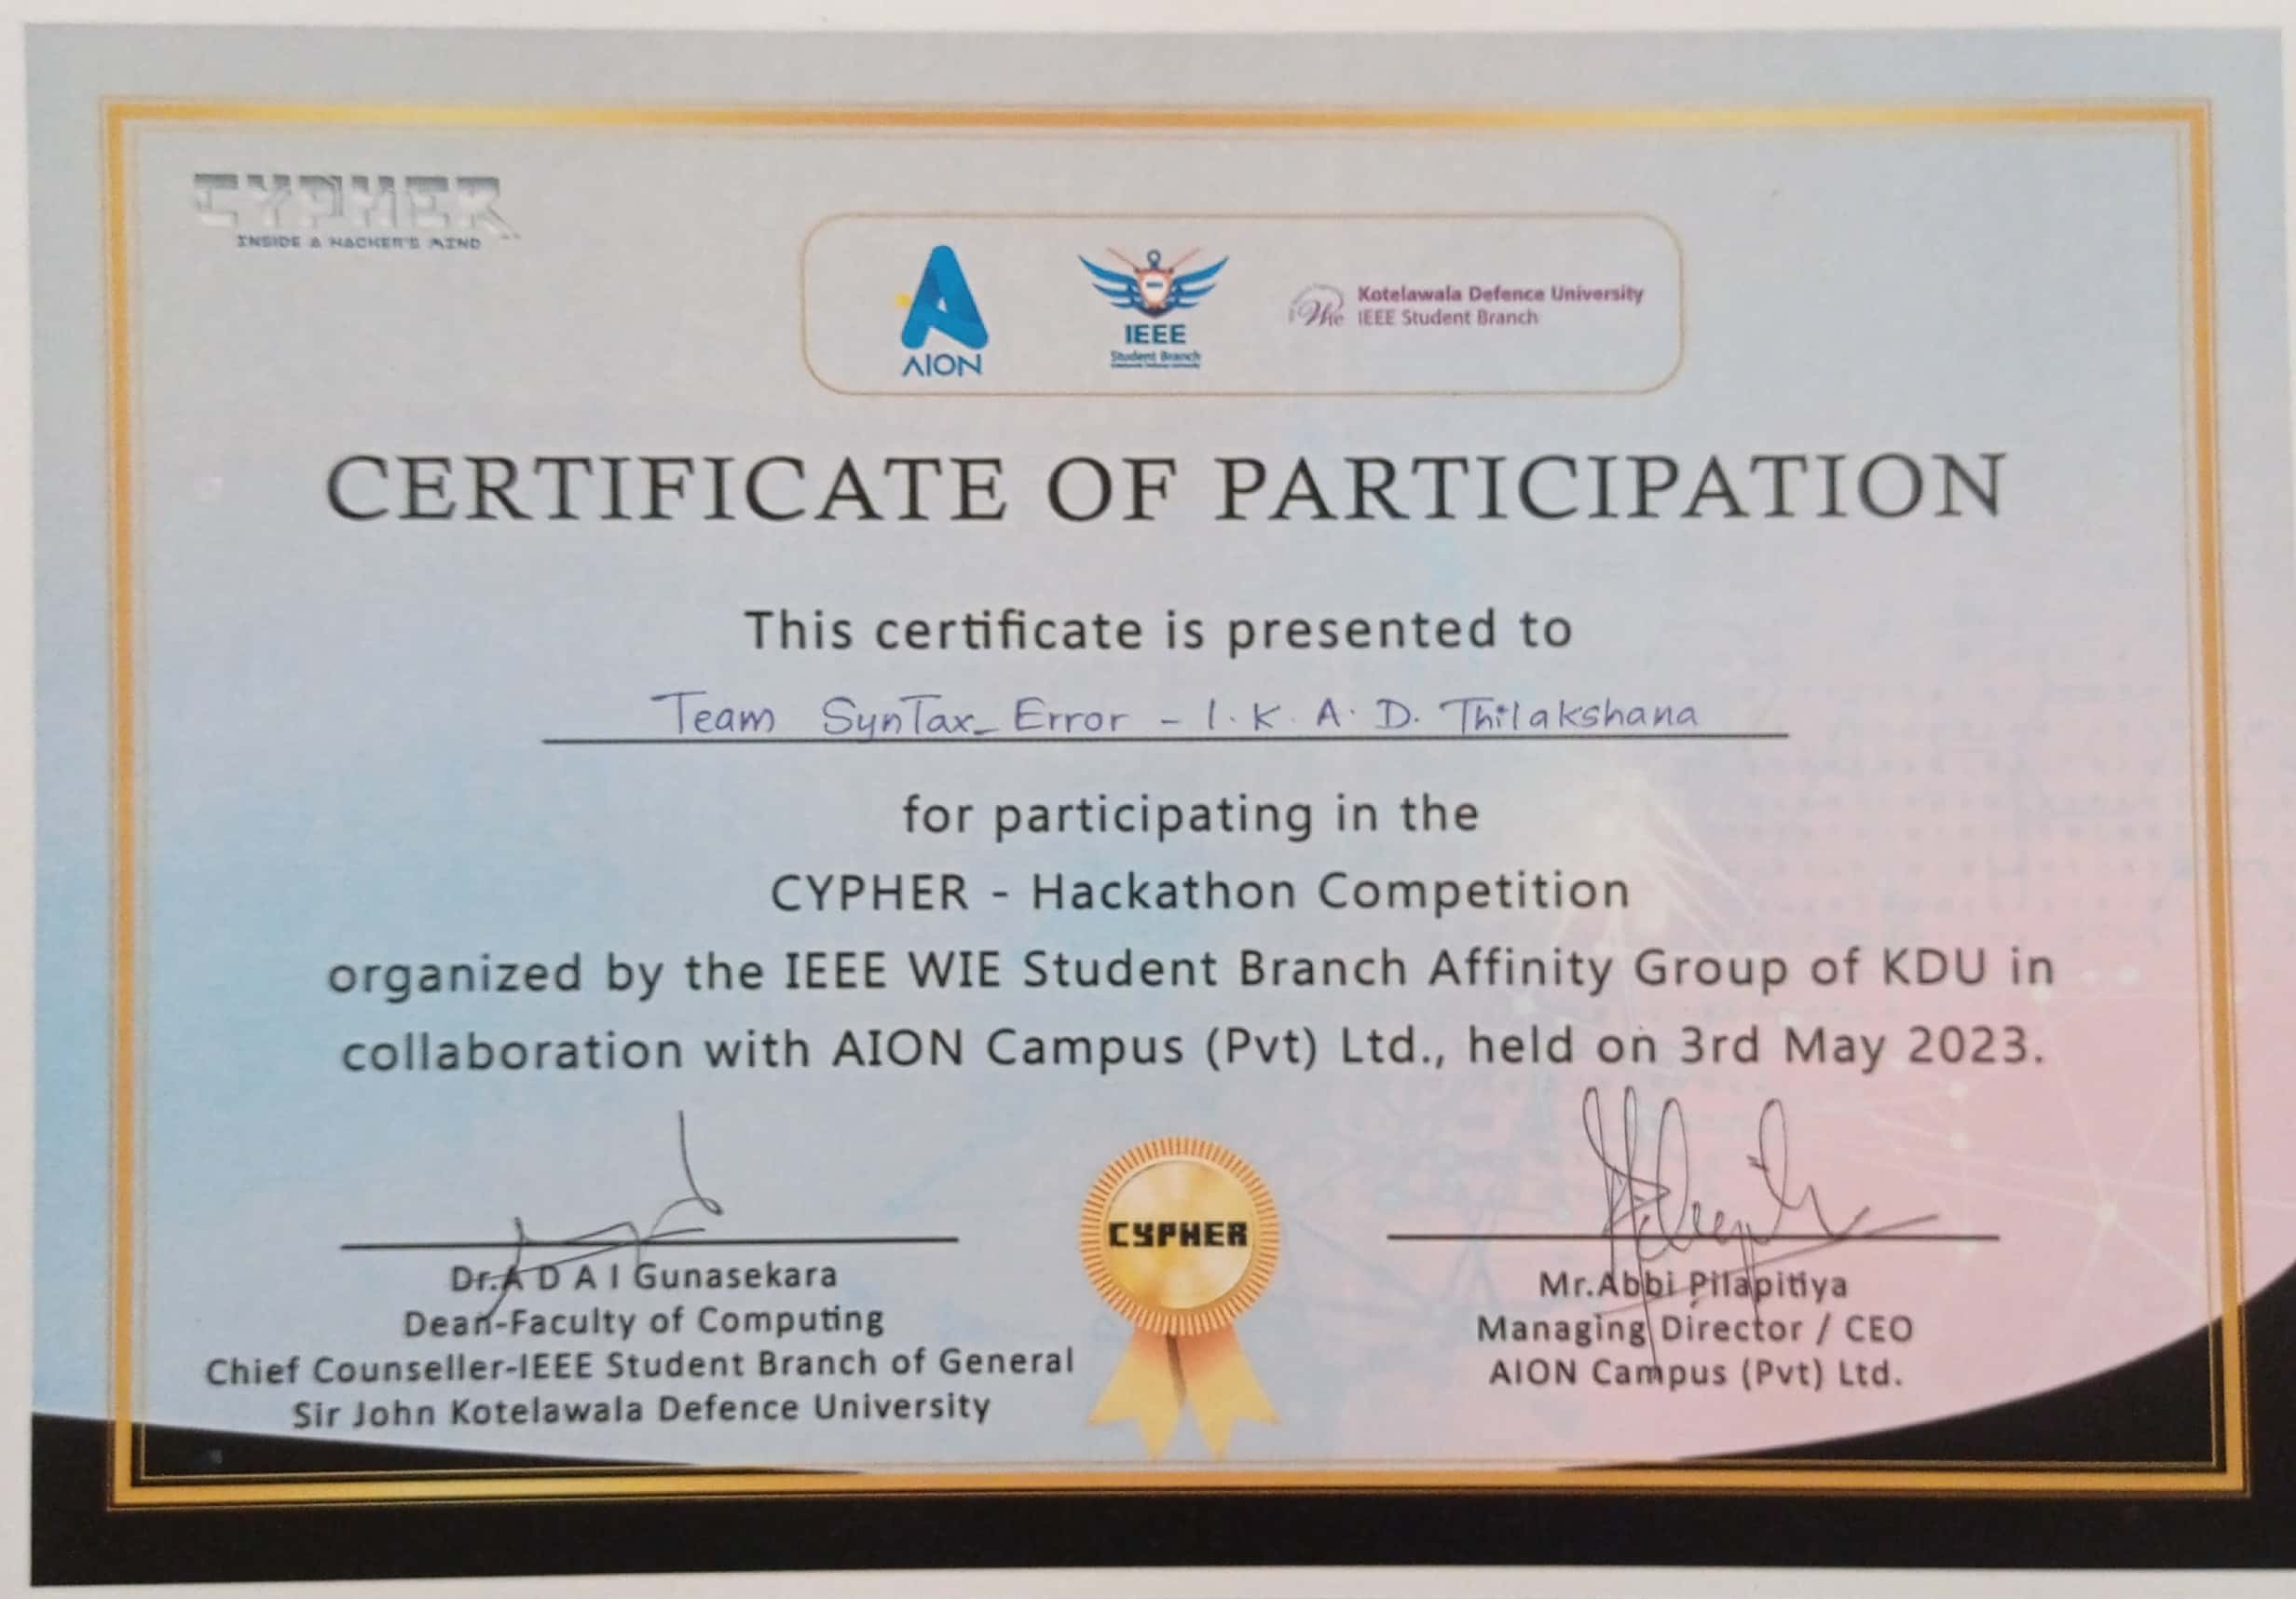 CYPHER
INSIDE A HACKER'S MIND
AION
IEEE
Student Branch
Wie
Kotelawala Defence University
IEEE Student Branch
CERTIFICATE OF PARTICIPATION
This certificate is presented to
Team SynTax_Error - I. K. A. D. Thilakshana
for participating in the
CYPHER - Hackathon Competition
organized by the IEEE WIE Student Branch Affinity Group of KDU in
collaboration with AION Campus (Pvt) Ltd., held on 3rd May 2023.
CYPHER
Dr.A D A I Gunasekara
Dean-Faculty of Computing
Chief Counseller-IEEE Student Branch of General
Sir John Kotelawala Defence University
Mr.Abbi Pilapitiya
Managing Director / CEO
AION Campus (Pvt) Ltd.